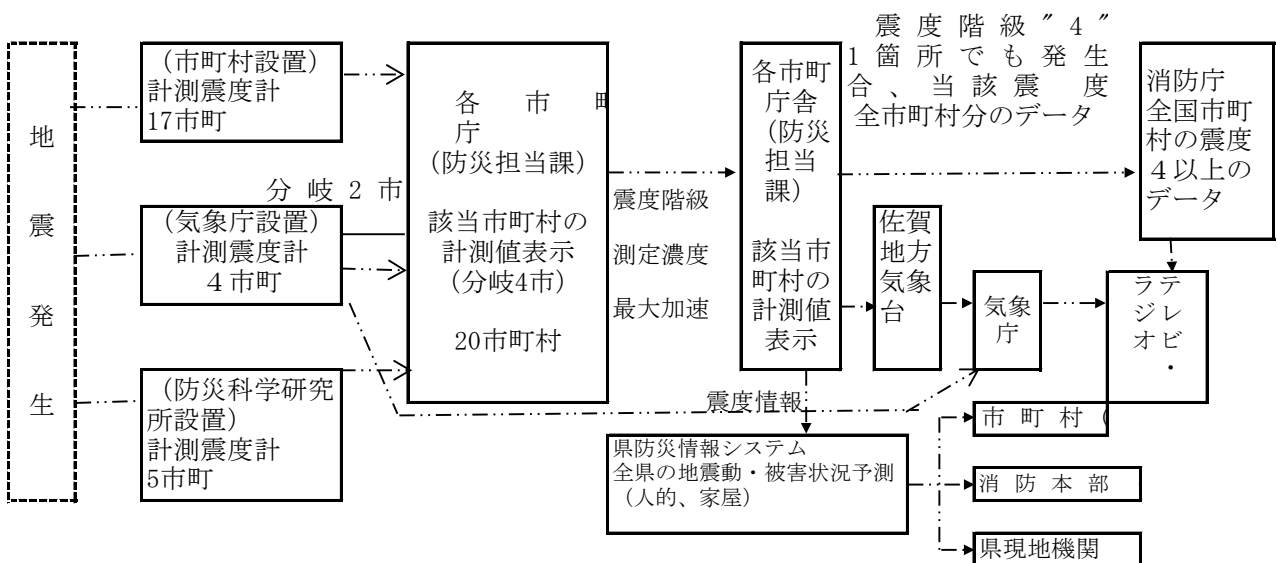 地
震
発
生
(市町村設置)
計測震度計
17市町
分岐2市
(気象庁設置)
計測震度計
4市町
(防災科学研究
所設置)
計測震度計
5市町
各市町
庁
(防災担当課)
該当市町村の
計測値表示
(分岐4市)
20市町村
震度階級
測定濃度
最大加速
各市町
庁舎
(防災
担当
課)
該当市
町村の
計測値
表示
震度階級"4"
1箇所でも発生
合、当該震度
全市町村分のデータ
消防庁
全国市町
村の震度
4以上の
データ
佐賀
地方
気象
台
気象
庁
テレビ・
ラジオ
震度情報
県防災情報システム
全県の地震動・被害状況予測
(人的、家屋)
市町村(
消防本部
県現地機関